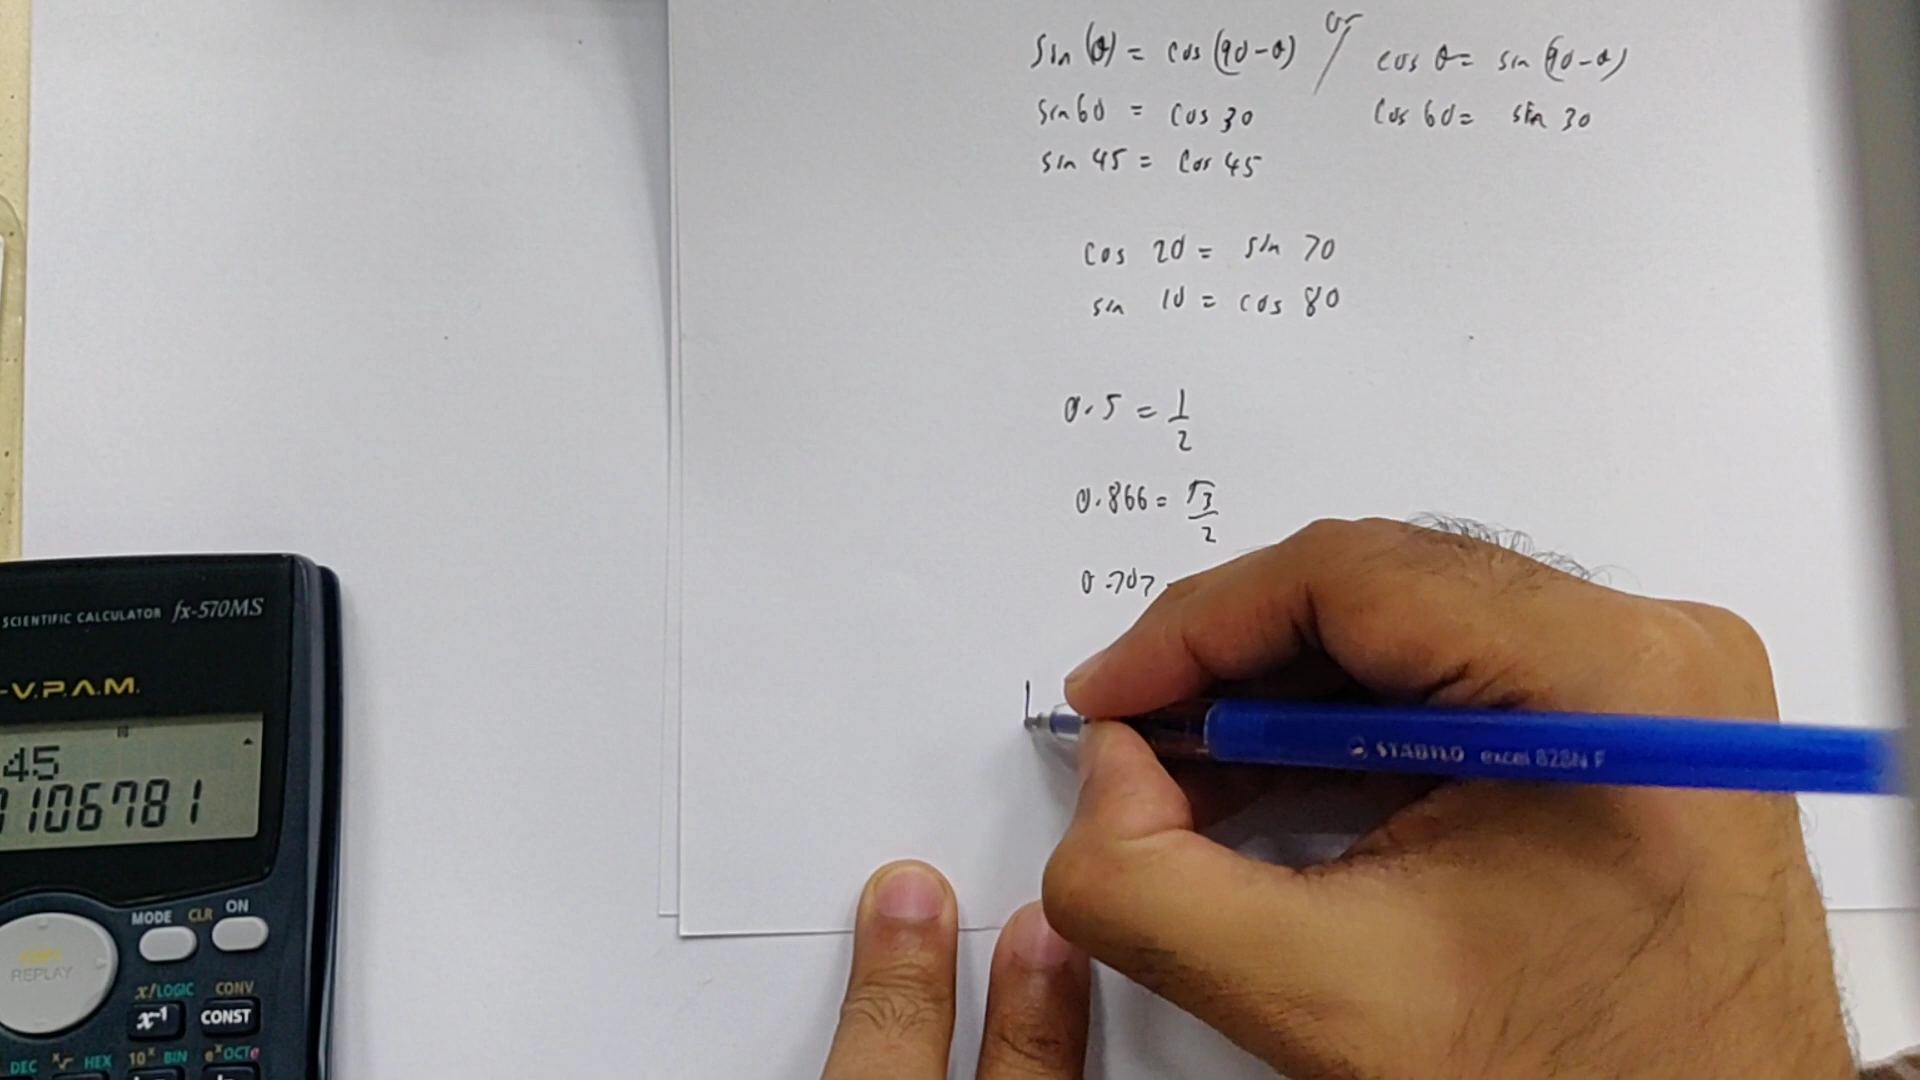 sin (θ) = cos (90-θ) or cos θ = sin (90-θ)
sin 60 = cos 30 cos 60 = sin 30
sin 45 = cos 45
cos 20 = sin 70
sin 10 = cos 80
0.5 = 1/2
0.866 = √3/2
0.707
SCIENTIFIC CALCULATOR fx-570MS
-V.P.A.M.
45
106781
MODE CLR ON
COPY
REPLAY
x!LOGIC CONV
x⁻¹ CONST
DEC HEX 10ˣ BIN eˣ OCT e
STABILO excel 828N F